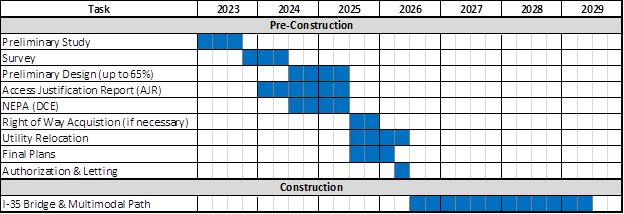 Task 2023 2024 2025 2026 2027 2028 2029
Pre-Construction
Preliminary Study
Survey
Preliminary Design (up to 65%)
Access Justification Report (AJR)
NEPA (DCE)
Right of Way Acquistion (if necessary)
Utility Relocation
Final Plans
Authorization & Letting
Construction
I-35 Bridge & Multimodal Path